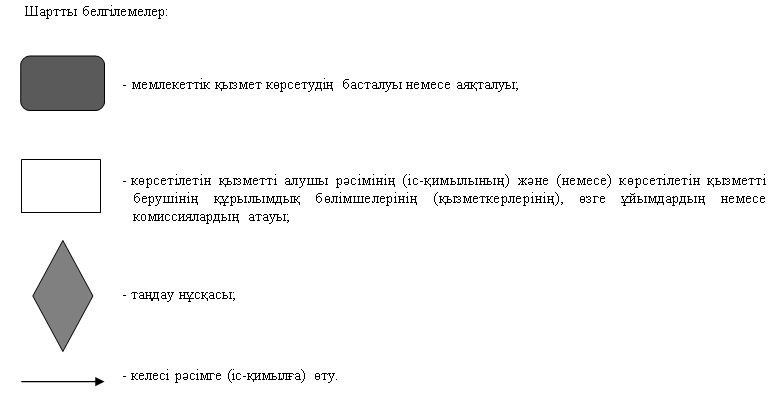 Шартты белгілемелер:
- мемлекеттік қызмет көрсетудің басталуы немесе аяқталуы;
- көрсетілетін қызметті алушы рәсімінің (іс-қимылының) және (немесе) көрсетілетін қызметті
берушінің құрылымдық бөлімшелерінің (қызметкерлерінің), өзге ұйымдардың немесе
комиссиялардың атауы;
- таңдау нұсқасы;
- келесі рәсімге (іс-қимылға) өту.